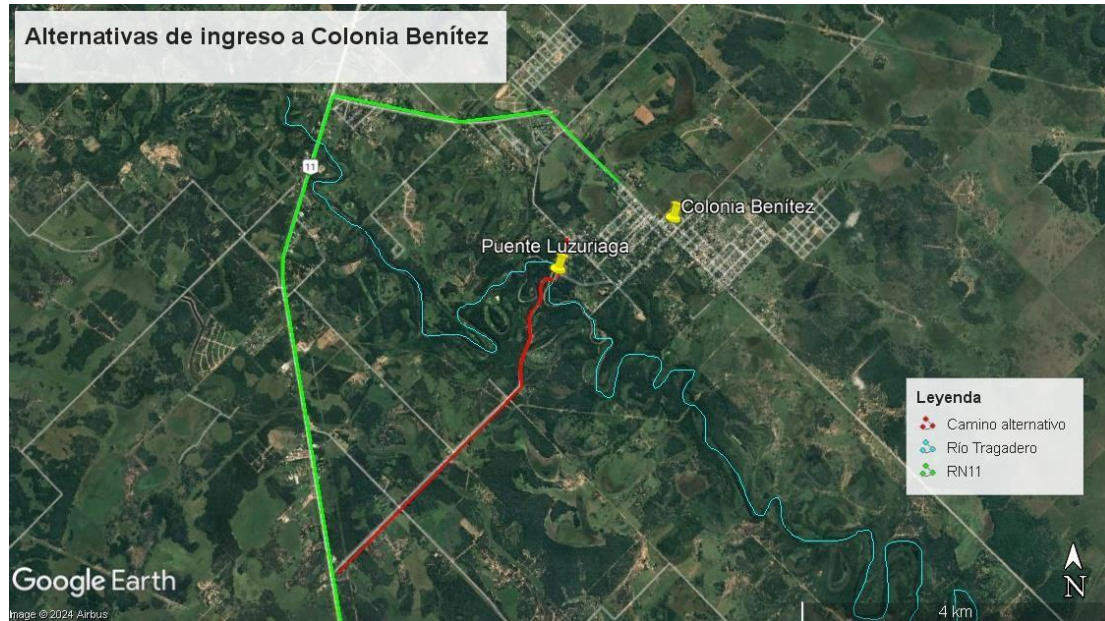 Alternativas de ingreso a Colonia Benítez
11
Colonia Benítez
Puente Luzuriaga
Leyenda
Camino alternativo
Río Tragadero
RN11
Google Earth
Image © 2024 Airbus
4 km
N